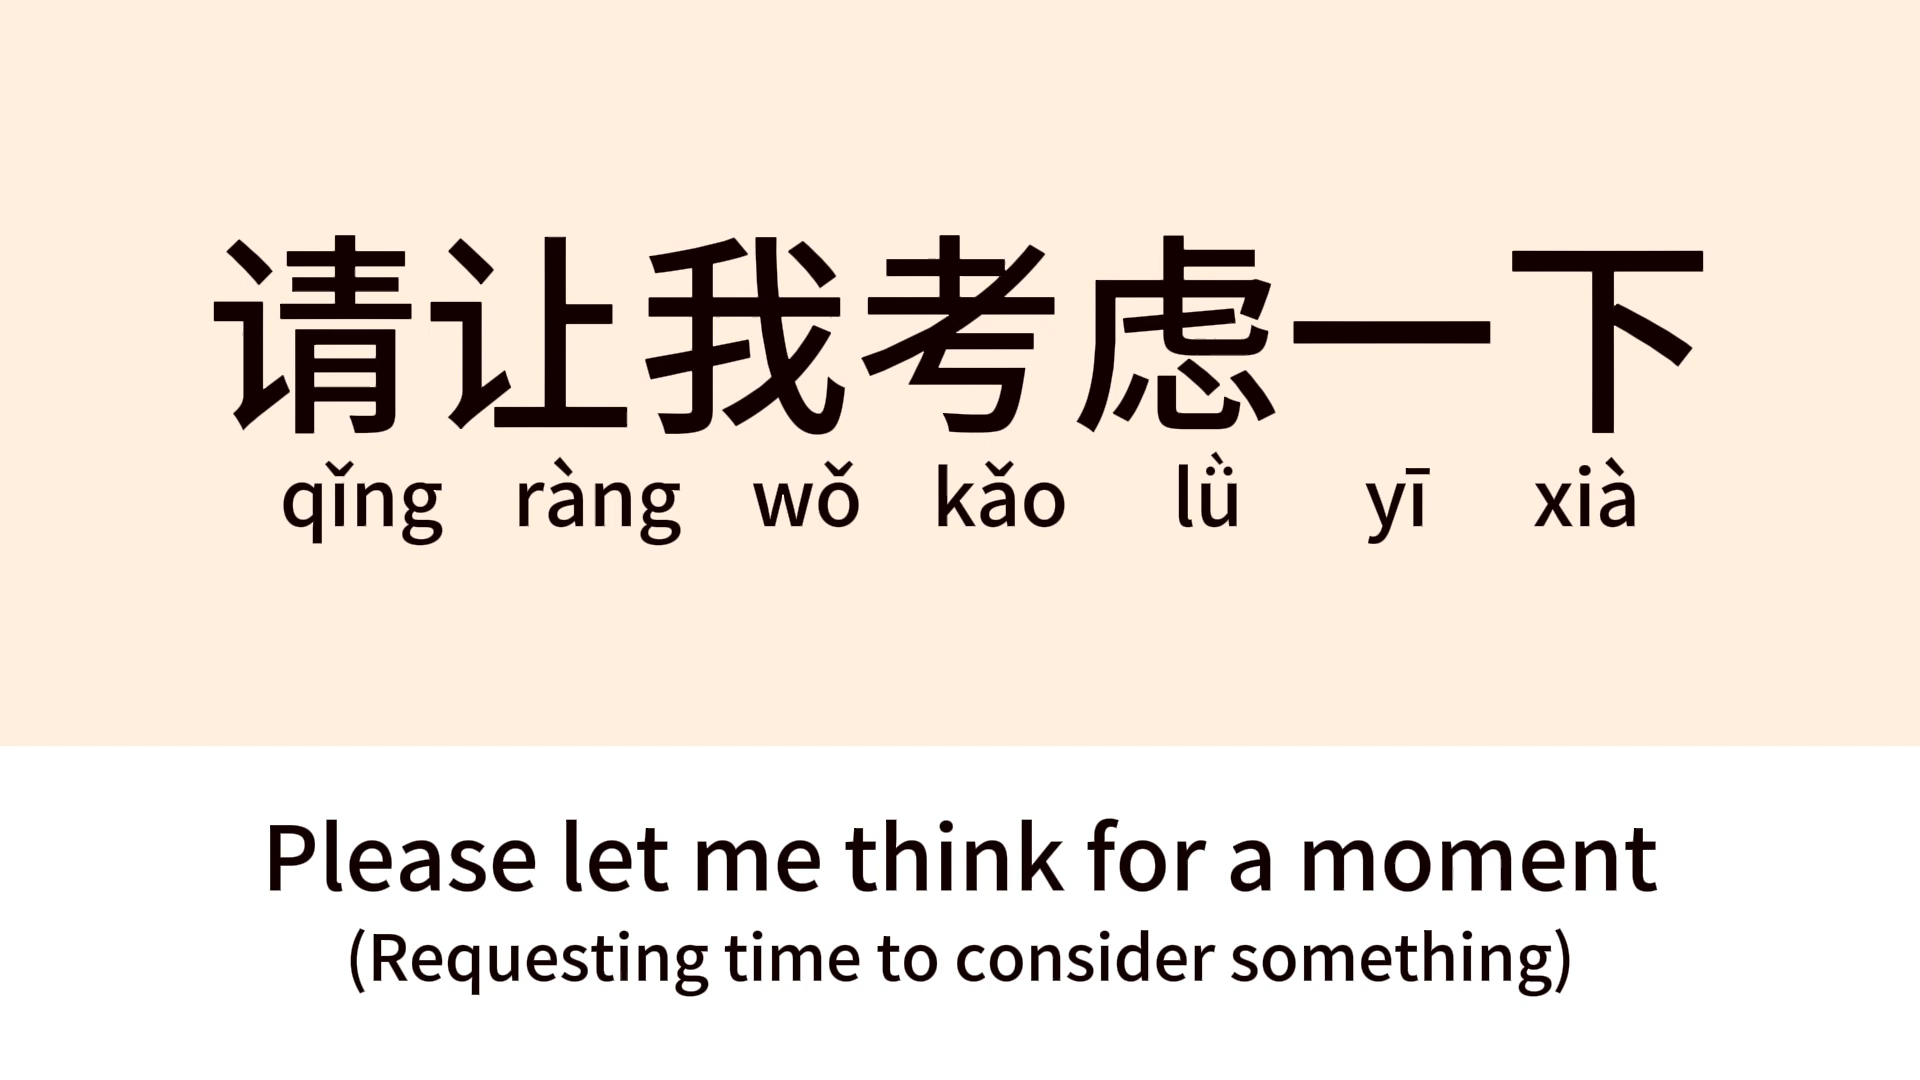 请让我考虑一下
qǐng ràng wǒ kǎo lǜ yī xià
Please let me think for a moment
(Requesting time to consider something)